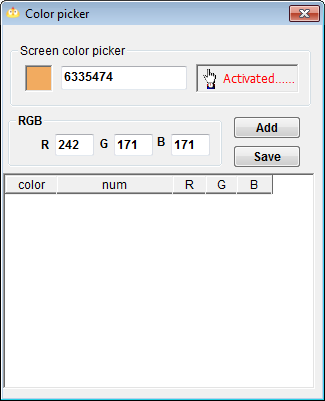 Color picker
Screen color picker
6335474
Activated......
RGB
R 242 G 171 B 171
Add
Save
color num R G B